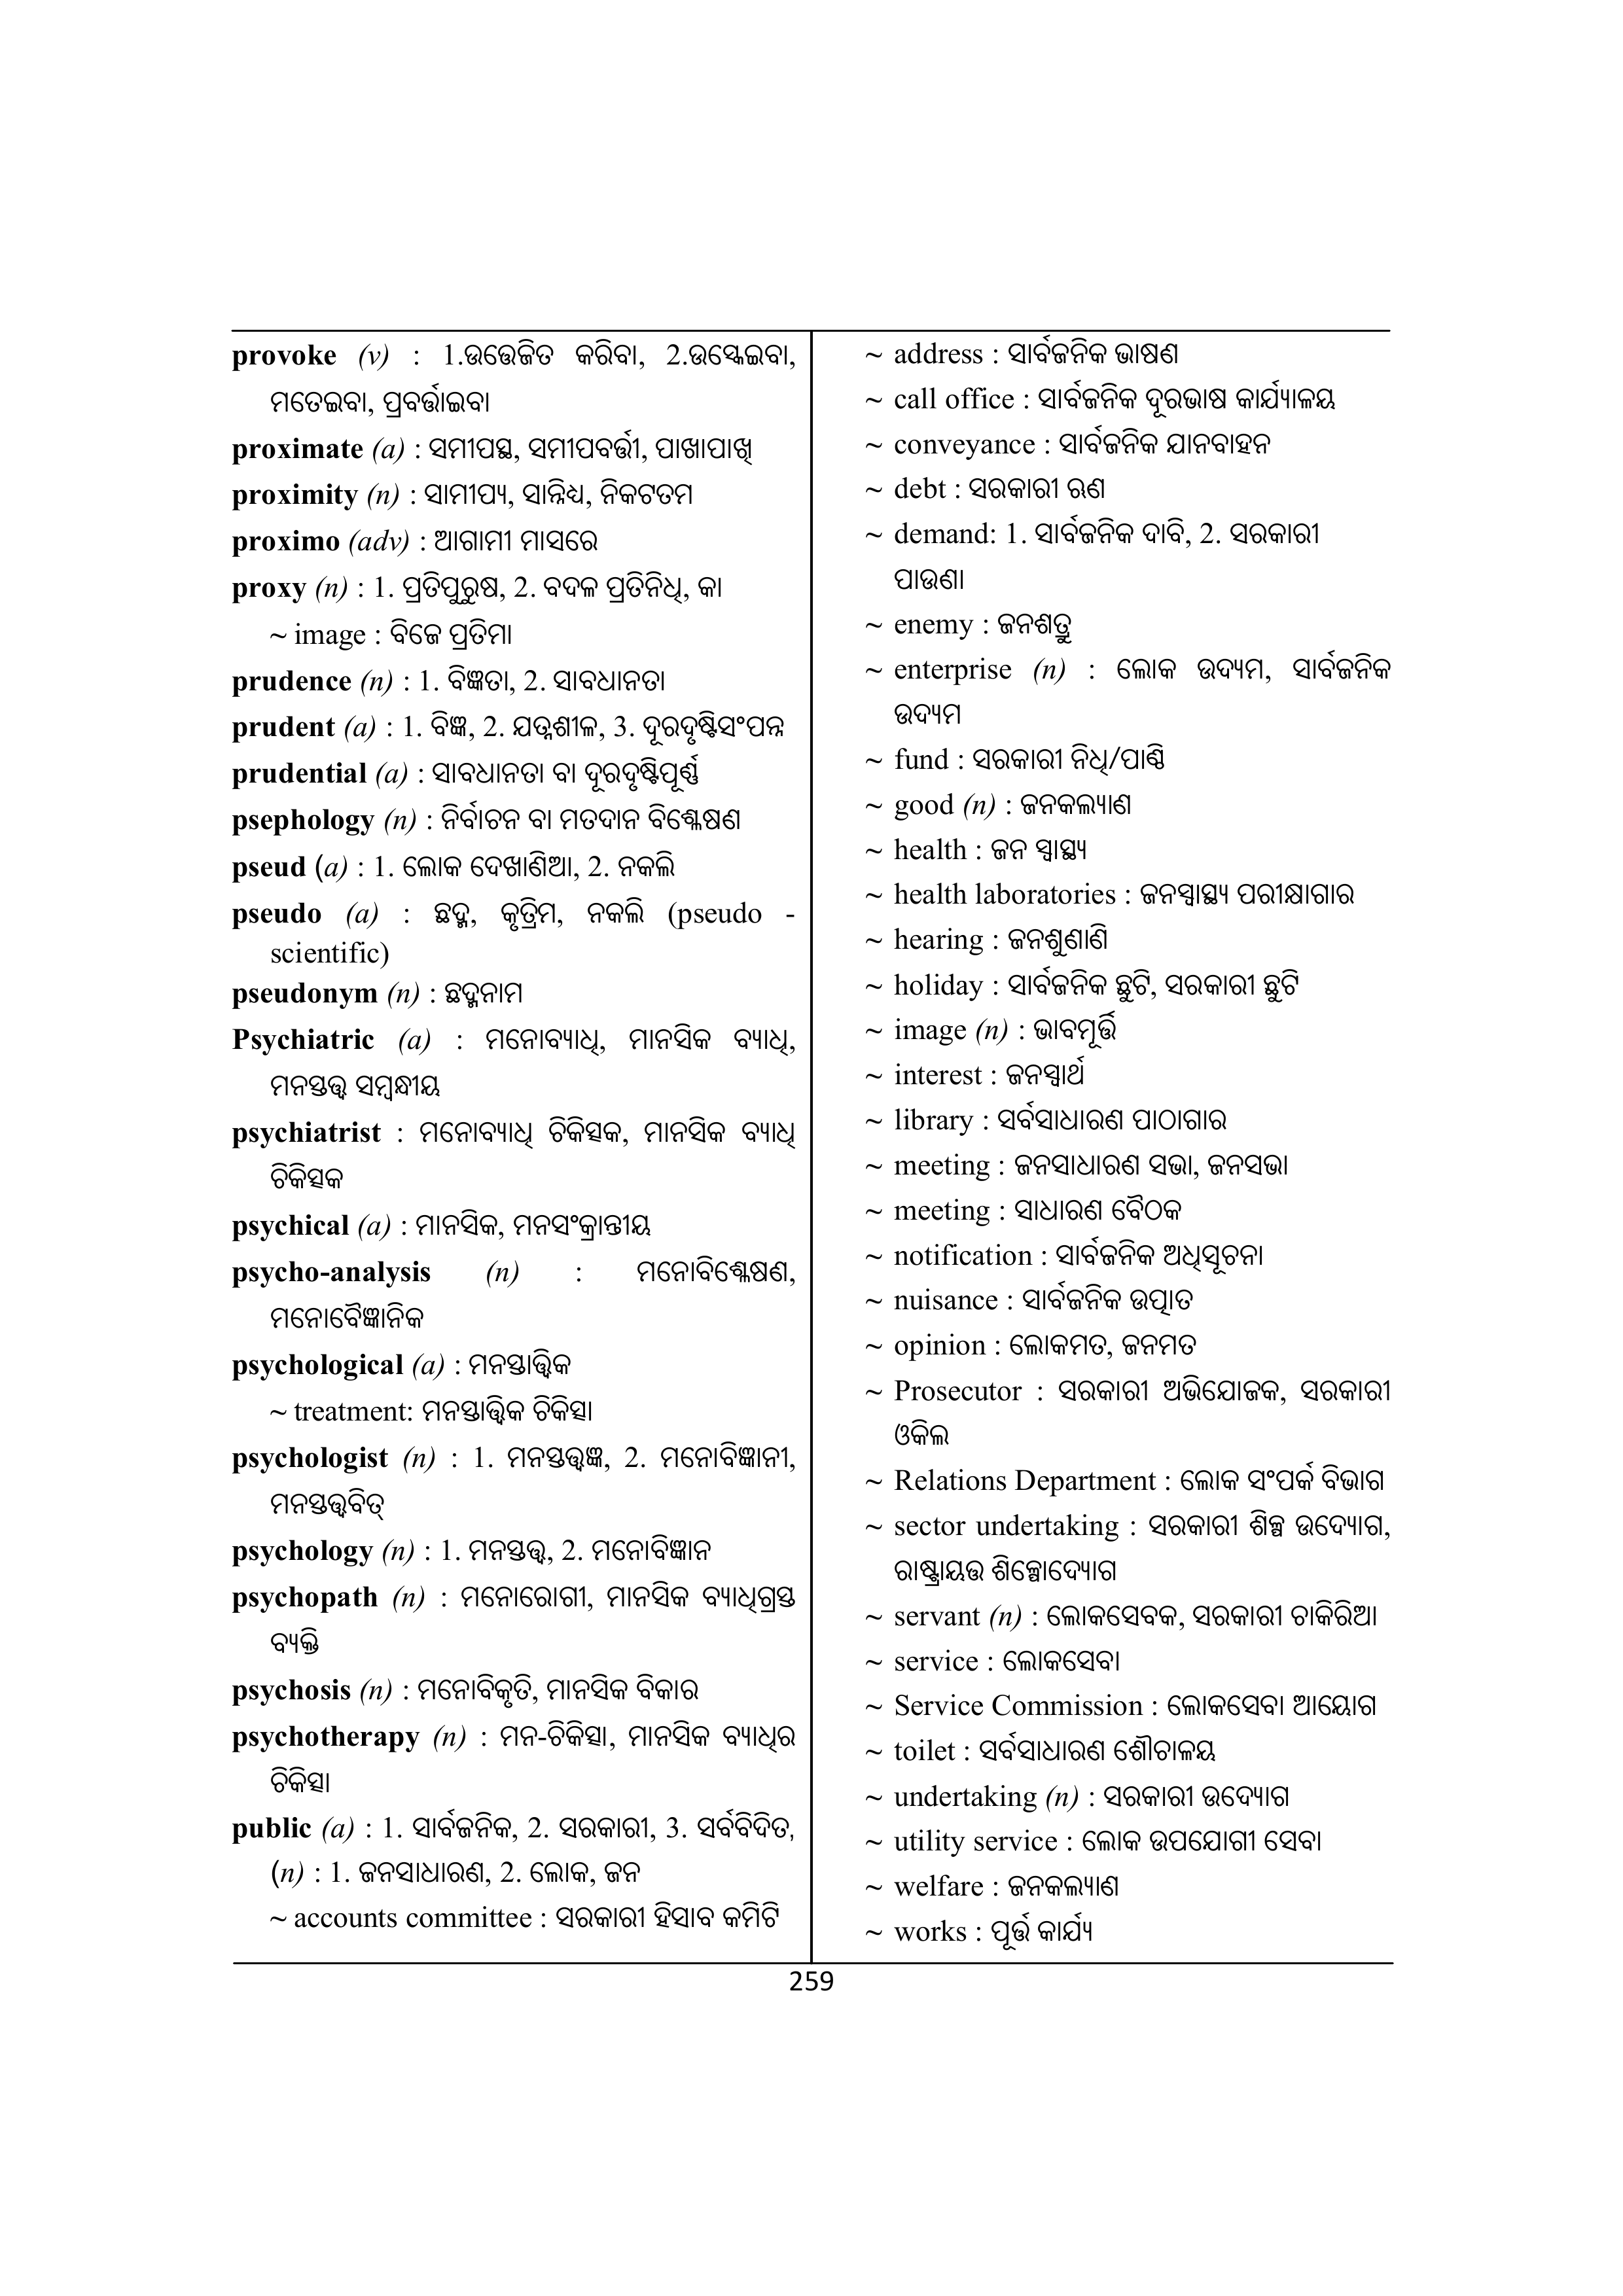 provoke (v) : 1.ଉତ୍ତେଜିତ କରିବା, 2.ଉସ୍କେଇବା,
ମତେଇବା, ପ୍ରବର୍ତ୍ତାଇବା
proximate (a) : ସମୀପସ୍ଥ, ସମୀପବର୍ତ୍ତୀ, ପାଖାପାଖି
proximity (n) : ସାମୀପ୍ୟ, ସାନ୍ନିଧ୍ୟ, ନିକଟତମ
proximo (adv) : ଆଗାମୀ ମାସରେ
proxy (n) : 1. ପ୍ରତିପୁରୁଷ, 2. ବଦଳ ପ୍ରତିନିଧି, କା
~ image : ବିଜେ ପ୍ରତିମା
prudence (n) : 1. ବିଜ୍ଞତା, 2. ସାବଧାନତା
prudent (a) : 1. ବିଜ୍ଞ, 2. ଯତ୍ନଶୀଳ, 3. ଦୂରଦୃଷ୍ଟିସଂପନ୍ନ
prudential (a) : ସାବଧାନତା ବା ଦୂରଦୃଷ୍ଟିପୂର୍ଣ୍ଣ
psephology (n) : ନିର୍ବାଚନ ବା ମତଦାନ ବିଶ୍ଳେଷଣ
pseud (a) : 1. ଲୋକ ଦେଖାଣିଆ, 2. ନକଲି
pseudo (a) : ଛଦ୍ମ, କୃତ୍ରିମ, ନକଲି (pseudo -
scientific)
pseudonym (n) : ଛଦ୍ମନାମ
Psychiatric (a) : ମନୋବ୍ୟାଧି, ମାନସିକ ବ୍ୟାଧି,
ମନସ୍ତତ୍ତ୍ୱ ସମ୍ବନ୍ଧୀୟ
psychiatrist : ମନୋବ୍ୟାଧି ଚିକିତ୍ସକ, ମାନସିକ ବ୍ୟାଧି
ଚିକିତ୍ସକ
psychical (a) : ମାନସିକ, ମନସଂକ୍ରାନ୍ତୀୟ
psycho-analysis (n) : ମନୋବିଶ୍ଳେଷଣ,
ମନୋବୈଜ୍ଞାନିକ
psychological (a) : ମନସ୍ତାତ୍ତ୍ୱିକ
~ treatment: ମନସ୍ତାତ୍ତ୍ୱିକ ଚିକିତ୍ସା
psychologist (n) : 1. ମନସ୍ତତ୍ତ୍ୱଜ୍ଞ, 2. ମନୋବିଜ୍ଞାନୀ,
ମନସ୍ତତ୍ତ୍ୱବିତ୍
psychology (n) : 1. ମନସ୍ତତ୍ତ୍ୱ, 2. ମନୋବିଜ୍ଞାନ
psychopath (n) : ମନୋରୋଗୀ, ମାନସିକ ବ୍ୟାଧିଗ୍ରସ୍ତ
ବ୍ୟକ୍ତି
psychosis (n) : ମନୋବିକୃତି, ମାନସିକ ବିକାର
psychotherapy (n) : ମନ-ଚିକିତ୍ସା, ମାନସିକ ବ୍ୟାଧିର
ଚିକିତ୍ସା
public (a) : 1. ସାର୍ବଜନିକ, 2. ସରକାରୀ, 3. ସର୍ବବିଦିତ,
(n) : 1. ଜନସାଧାରଣ, 2. ଲୋକ, ଜନ
~ accounts committee : ସରକାରୀ ହିସାବ କମିଟି
~ address : ସାର୍ବଜନିକ ଭାଷଣ
~ call office : ସାର୍ବଜନିକ ଦୂରଭାଷ କାର୍ଯ୍ୟାଳୟ
~ conveyance : ସାର୍ବଜନିକ ଯାନବାହନ
~ debt : ସରକାରୀ ଋଣ
~ demand: 1. ସାର୍ବଜନିକ ଦାବି, 2. ସରକାରୀ
ପାଉଣା
~ enemy : ଜନଶତ୍ରୁ
~ enterprise (n) : ଲୋକ ଉଦ୍ୟମ, ସାର୍ବଜନିକ
ଉଦ୍ୟମ
~ fund : ସରକାରୀ ନିଧି/ପାଣ୍ଠି
~ good (n) : ଜନକଲ୍ୟାଣ
~ health : ଜନ ସ୍ୱାସ୍ଥ୍ୟ
~ health laboratories : ଜନସ୍ୱାସ୍ଥ୍ୟ ପରୀକ୍ଷାଗାର
~ hearing : ଜନଶୁଣାଣି
~ holiday : ସାର୍ବଜନିକ ଛୁଟି, ସରକାରୀ ଛୁଟି
~ image (n) : ଭାବମୂର୍ତ୍ତି
~ interest : ଜନସ୍ୱାର୍ଥ
~ library : ସର୍ବସାଧାରଣ ପାଠାଗାର
~ meeting : ଜନସାଧାରଣ ସଭା, ଜନସଭା
~ meeting : ସାଧାରଣ ବୈଠକ
~ notification : ସାର୍ବଜନିକ ଅଧିସୂଚନା
~ nuisance : ସାର୍ବଜନିକ ଉତ୍ପାତ
~ opinion : ଲୋକମତ, ଜନମତ
~ Prosecutor : ସରକାରୀ ଅଭିଯୋଜକ, ସରକାରୀ
ଓକିଲ
~ Relations Department : ଲୋକ ସଂପର୍କ ବିଭାଗ
~ sector undertaking : ସରକାରୀ ଶିଳ୍ପ ଉଦ୍ୟୋଗ,
ରାଷ୍ଟ୍ରାୟଉ ଶିଳ୍ପୋଦ୍ୟୋଗ
~ servant (n) : ଲୋକସେବକ, ସରକାରୀ ଚାକିରିଆ
~ service : ଲୋକସେବା
~ Service Commission : ଲୋକସେବା ଆୟୋଗ
~ toilet : ସର୍ବସାଧାରଣ ଶୌଚାଳୟ
~ undertaking (n) : ସରକାରୀ ଉଦ୍ୟୋଗ
~ utility service : ଲୋକ ଉପଯୋଗୀ ସେବା
~ welfare : ଜନକଲ୍ୟାଣ
~ works : ପୂର୍ତ୍ତ କାର୍ଯ୍ୟ
259